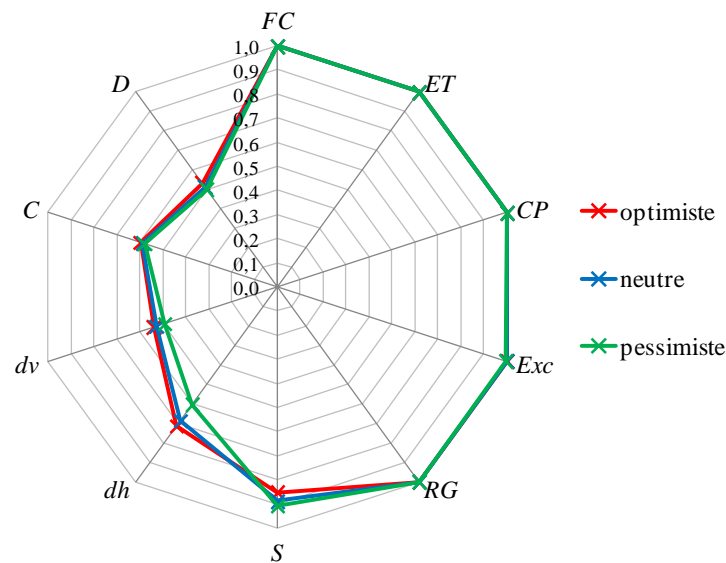 FC
1,0
0,9
0,8
0,7
0,6
0,5
0,4
0,3
0,2
0,1
0,0
ET
CP
Exc
RG
S
dh
dv
C
D
optimiste
neutre
pessimiste